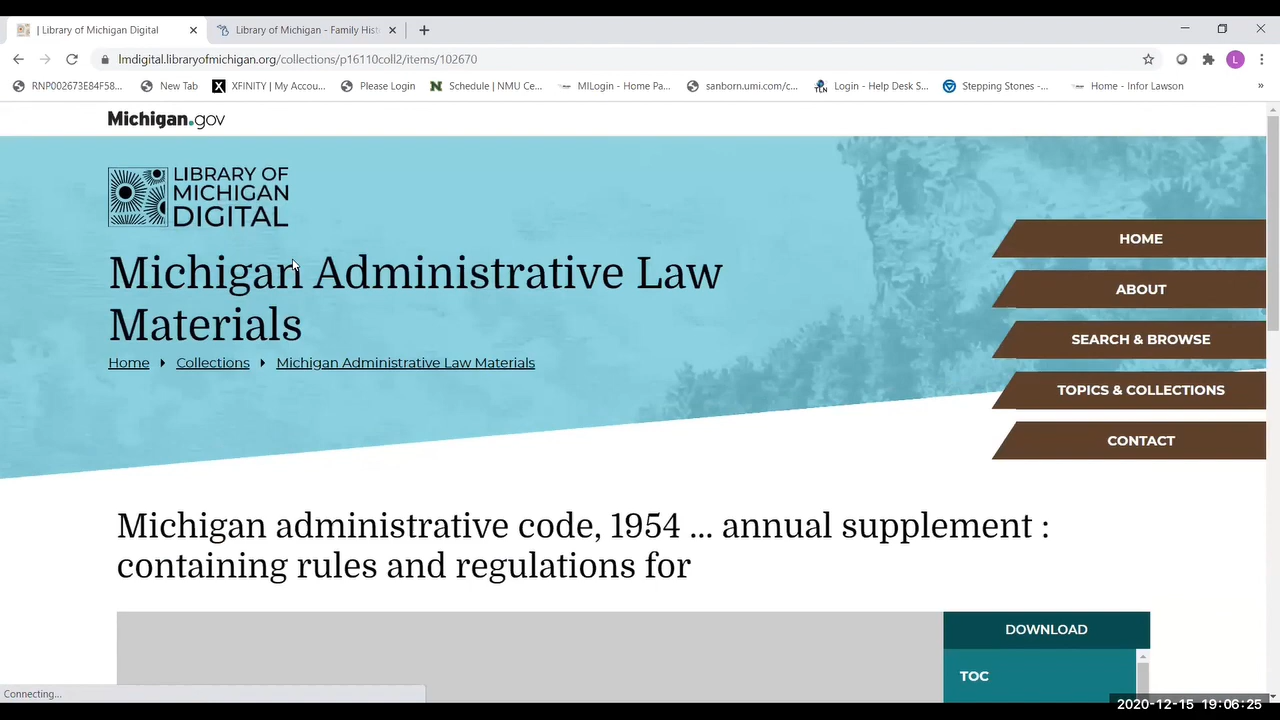 | Library of Michigan Digital
Library of Michigan - Family Hist
lmdigital.libraryofmichigan.org/collections/p16110coll2/items/102670
L
RNP002673E84F58...
New Tab
XFINITY | My Accou...
Please Login
Schedule | NMU Ce...
MILogin - Home Pa...
sanborn.umi.com/c...
Login - Help Desk S...
Stepping Stones -...
Home - Infor Lawson
»
Michigan.gov
LIBRARY OF
MICHIGAN
DIGITAL
Michigan Administrative Law
Materials
Home
Collections
Michigan Administrative Law Materials
HOME
ABOUT
SEARCH & BROWSE
TOPICS & COLLECTIONS
CONTACT
Michigan administrative code, 1954 ... annual supplement :
containing rules and regulations for
DOWNLOAD
TOC
Connecting...
2020-12-15 19:06:25